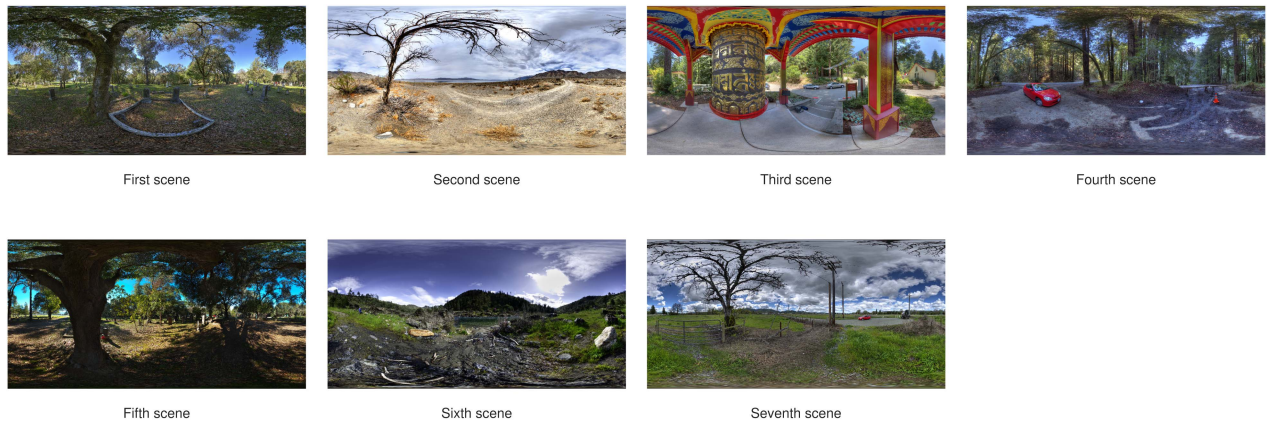 First scene
Second scene
Third scene
Fourth scene
Fifth scene
Sixth scene
Seventh scene